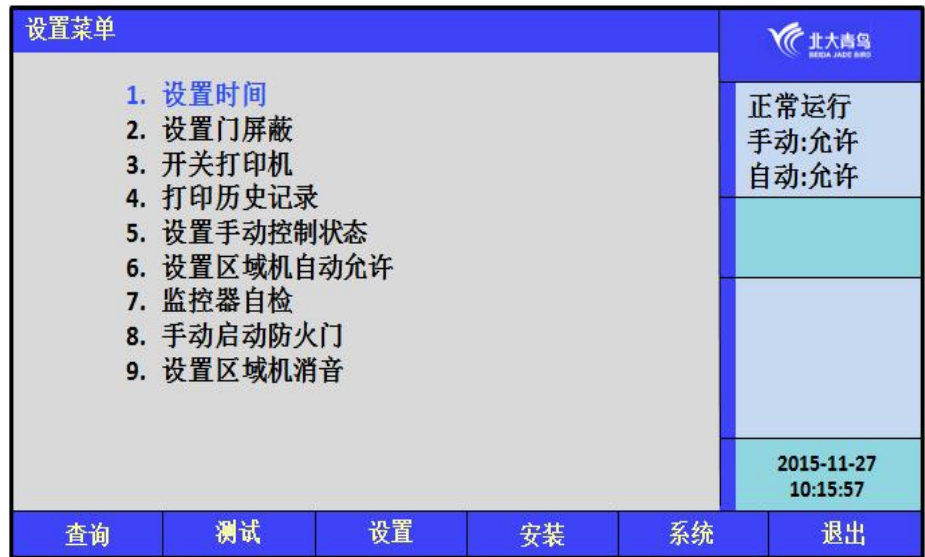 设置菜单
北大青鸟
BEIDA JADE BIRD
1. 设置时间
2. 设置门屏蔽
3. 开关打印机
4. 打印历史记录
5. 设置手动控制状态
6. 设置区域机自动允许
7. 监控器自检
8. 手动启动防火门
9. 设置区域机消音
正常运行
手动:允许
自动:允许
2015-11-27
10:15:57
查询 测试 设置 安装 系统 退出